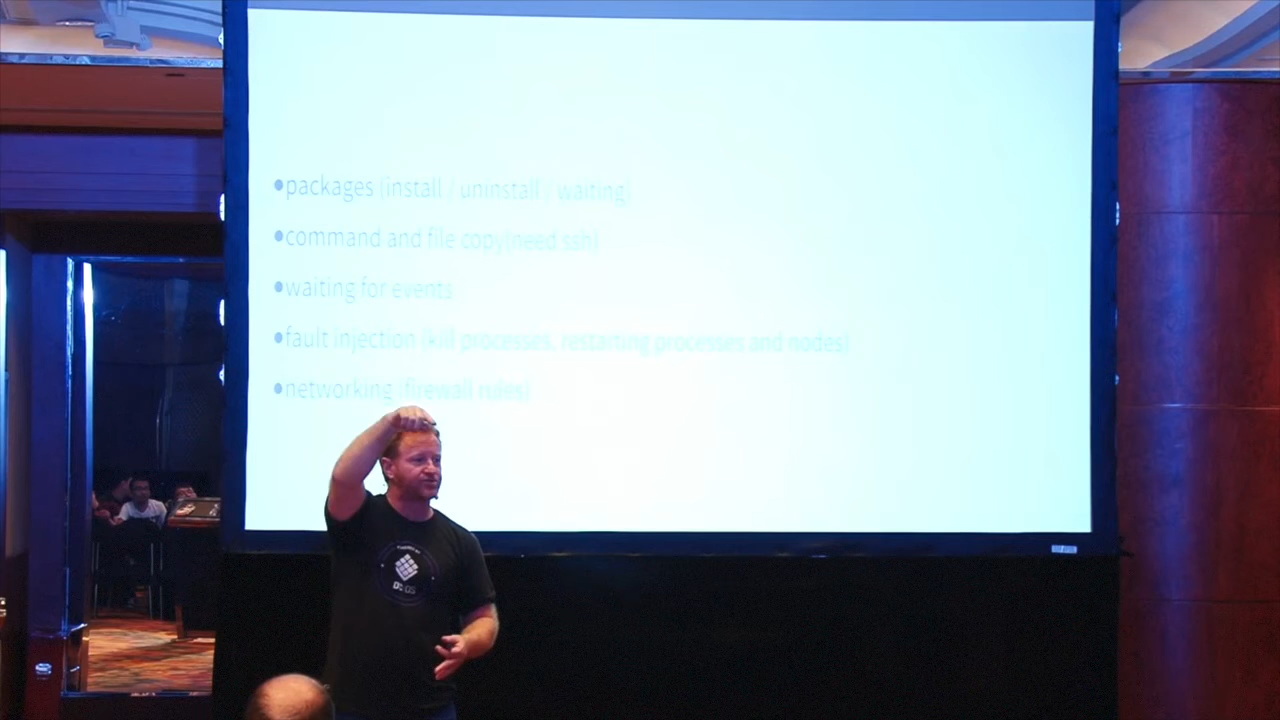 •packages (install / uninstall / waiting)
•command and file copy(need ssh)
•waiting for events
•fault injection (kill processes, restarting processes and nodes)
•networking (firewall rules)